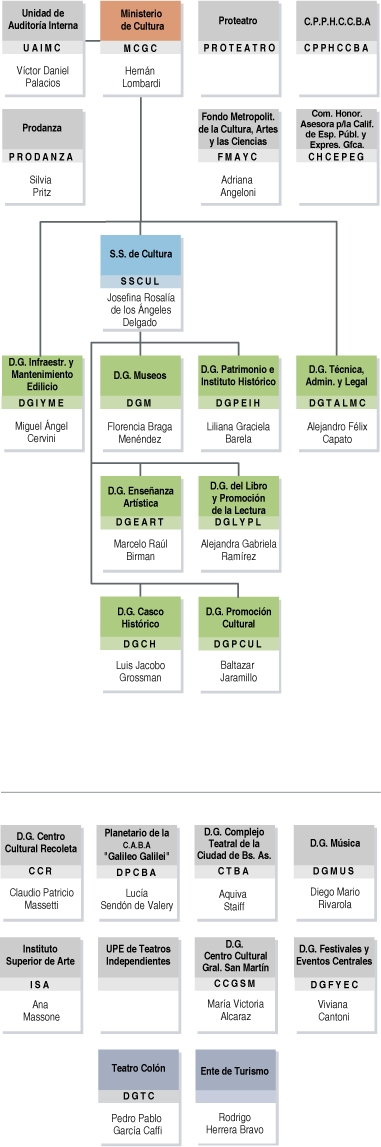 Unidad de
Auditoría Interna
UAIMC
Víctor Daniel
Palacios
Ministerio
de Cultura
MCGC
Hernán
Lombardi
Proteatro
PROTEATRO
C.P.P.H.C.C.B.A
CPPHCCBA
Prodanza
PRODANZA
Silvia
Pritz
Fondo Metropolit.
de la Cultura, Artes
y las Ciencias
FMAYC
Adriana
Angeloni
Com. Honor.
Asesora p/la Calif.
de Esp. Públ. y
Expres. Gfca.
CHCEPEG
S.S. de Cultura
SSCUL
Josefina Rosalía
de los Ángeles
Delgado
D.G. Infraestr. y
Mantenimiento
Edilicio
DGIYME
Miguel Ángel
Cervini
D.G. Museos
DGM
Florencia Braga
Menéndez
D.G. Patrimonio e
Instituto Histórico
DGPEIH
Liliana Graciela
Barela
D.G. Técnica,
Admin. y Legal
DGTALMC
Alejandro Félix
Capato
D.G. Enseñanza
Artística
DGEART
Marcelo Raúl
Birman
D.G. del Libro
y Promoción
de la Lectura
DGLYPL
Alejandra Gabriela
Ramírez
D.G. Casco
Histórico
DGCH
Luis Jacobo
Grossman
D.G. Promoción
Cultural
DGPCUL
Baltazar
Jaramillo
D.G. Centro
Cultural Recoleta
CCR
Claudio Patricio
Massetti
Planetario de la
C.A.B.A
"Galileo Galilei"
DPCBA
Lucía
Sendón de Valery
D.G. Complejo
Teatral de la
Ciudad de Bs. As.
CTBA
Aquiva
Staiff
D.G. Música
DGMUS
Diego Mario
Rivarola
Instituto
Superior de Arte
ISA
Ana
Massone
UPE de Teatros
Independientes
D.G.
Centro Cultural
Gral. San Martín
CCGSM
María Victoria
Alcaraz
D.G. Festivales y
Eventos Centrales
DGFYEC
Viviana
Cantoni
Teatro Colón
DGTC
Pedro Pablo
García Caffi
Ente de Turismo
Rodrigo
Herrera Bravo